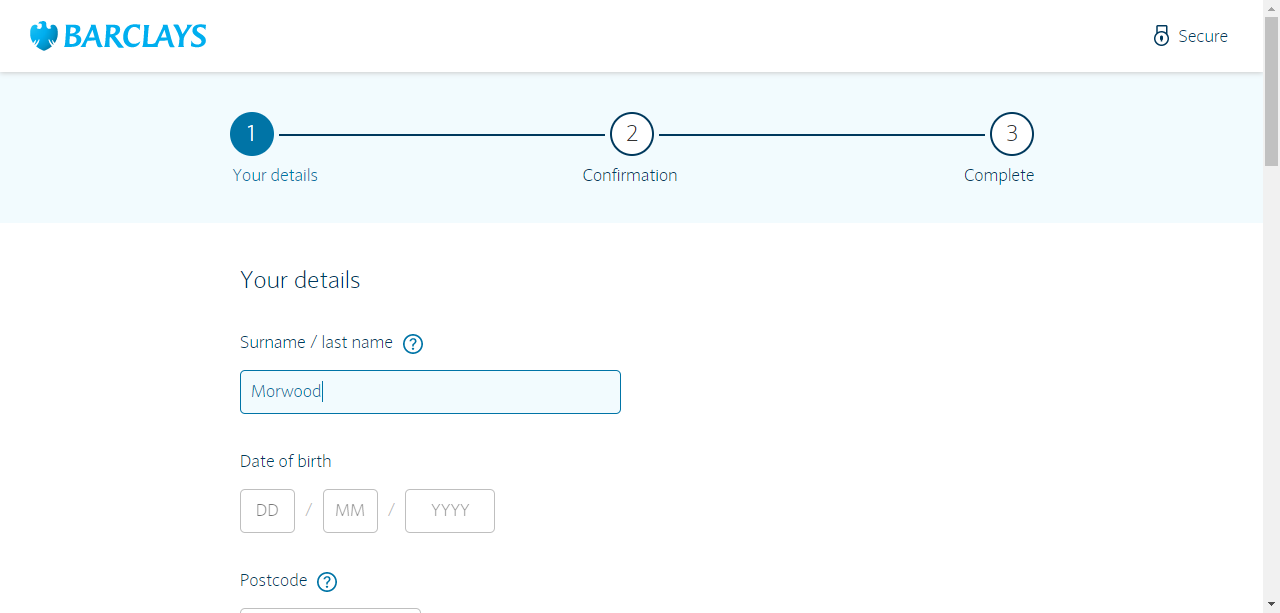 BARCLAYS
Secure
1 2 3
Your details Confirmation Complete
Your details
Surname / last name ?
Morwood
Date of birth
DD / MM / YYYY
Postcode ?